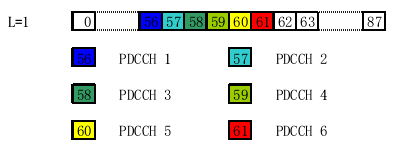 L=1 0 56 57 58 59 60 61 62 63 87
56 PDCCH 1 57 PDCCH 2
58 PDCCH 3 59 PDCCH 4
60 PDCCH 5 61 PDCCH 6